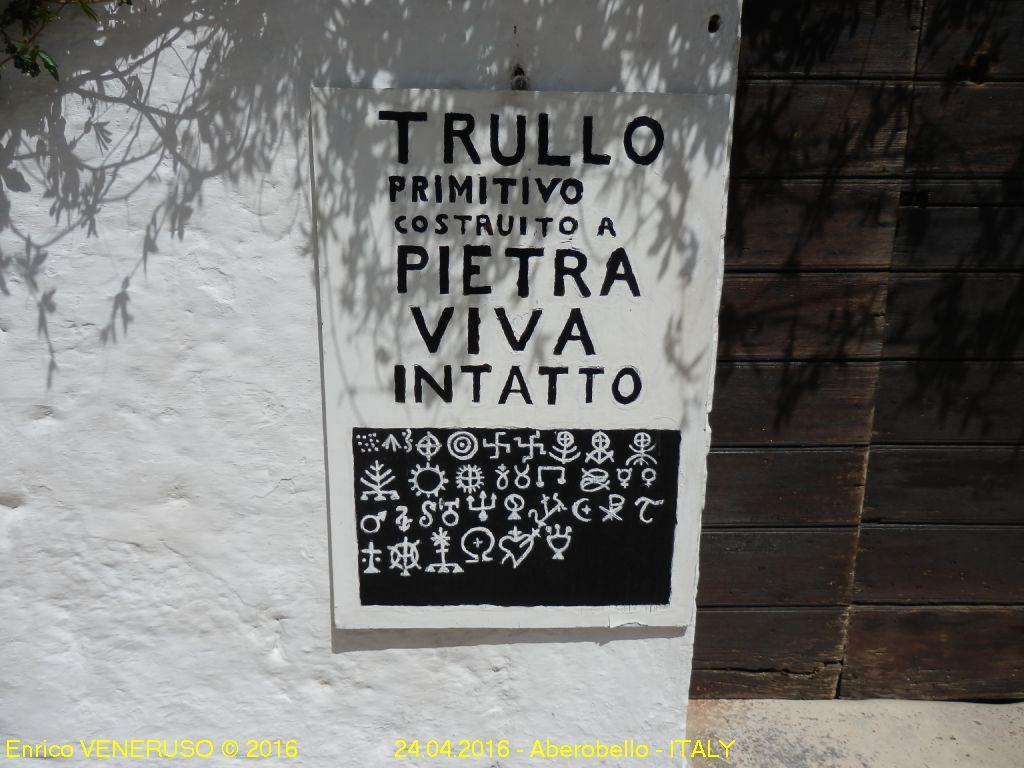 TRULLO
PRIMITIVO
COSTRUITO A
PIETRA
VIVA
INTATTO
Enrico VENERUSO © 2016 24.04.2016 - Aberobello - ITALY